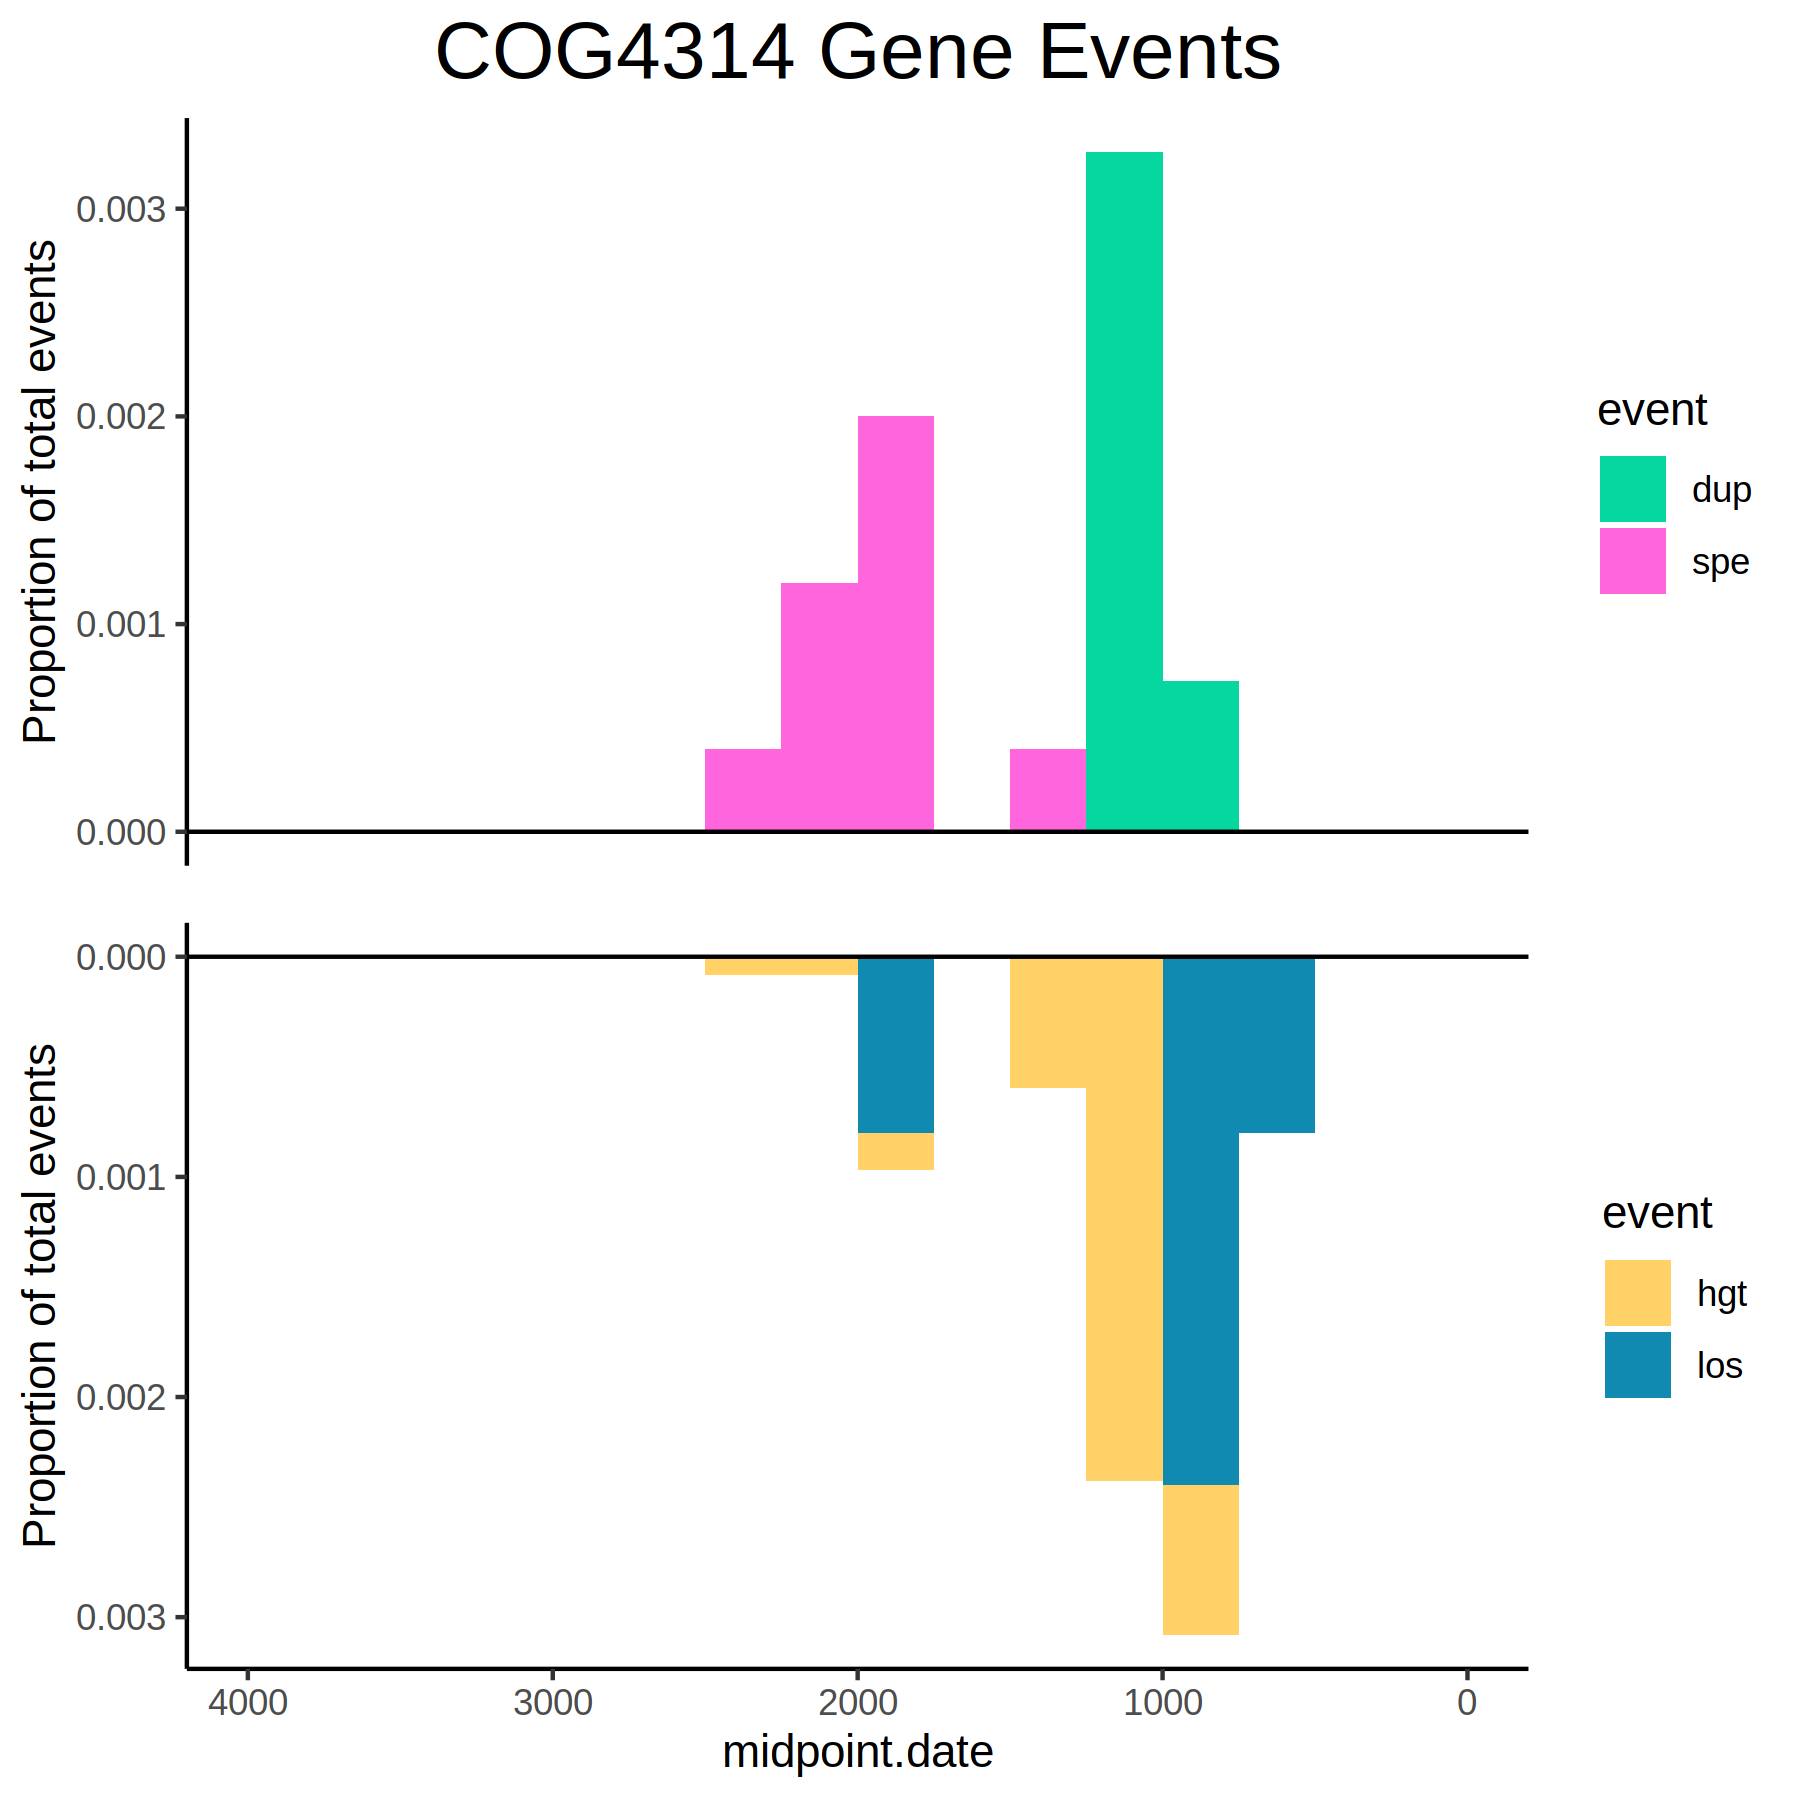 COG4314 Gene Events
Proportion of total events
0.003
0.002
0.001
0.000
event
dup
spe
Proportion of total events
0.000
0.001
0.002
0.003
event
hgt
los
4000 3000 2000 1000 0
midpoint.date